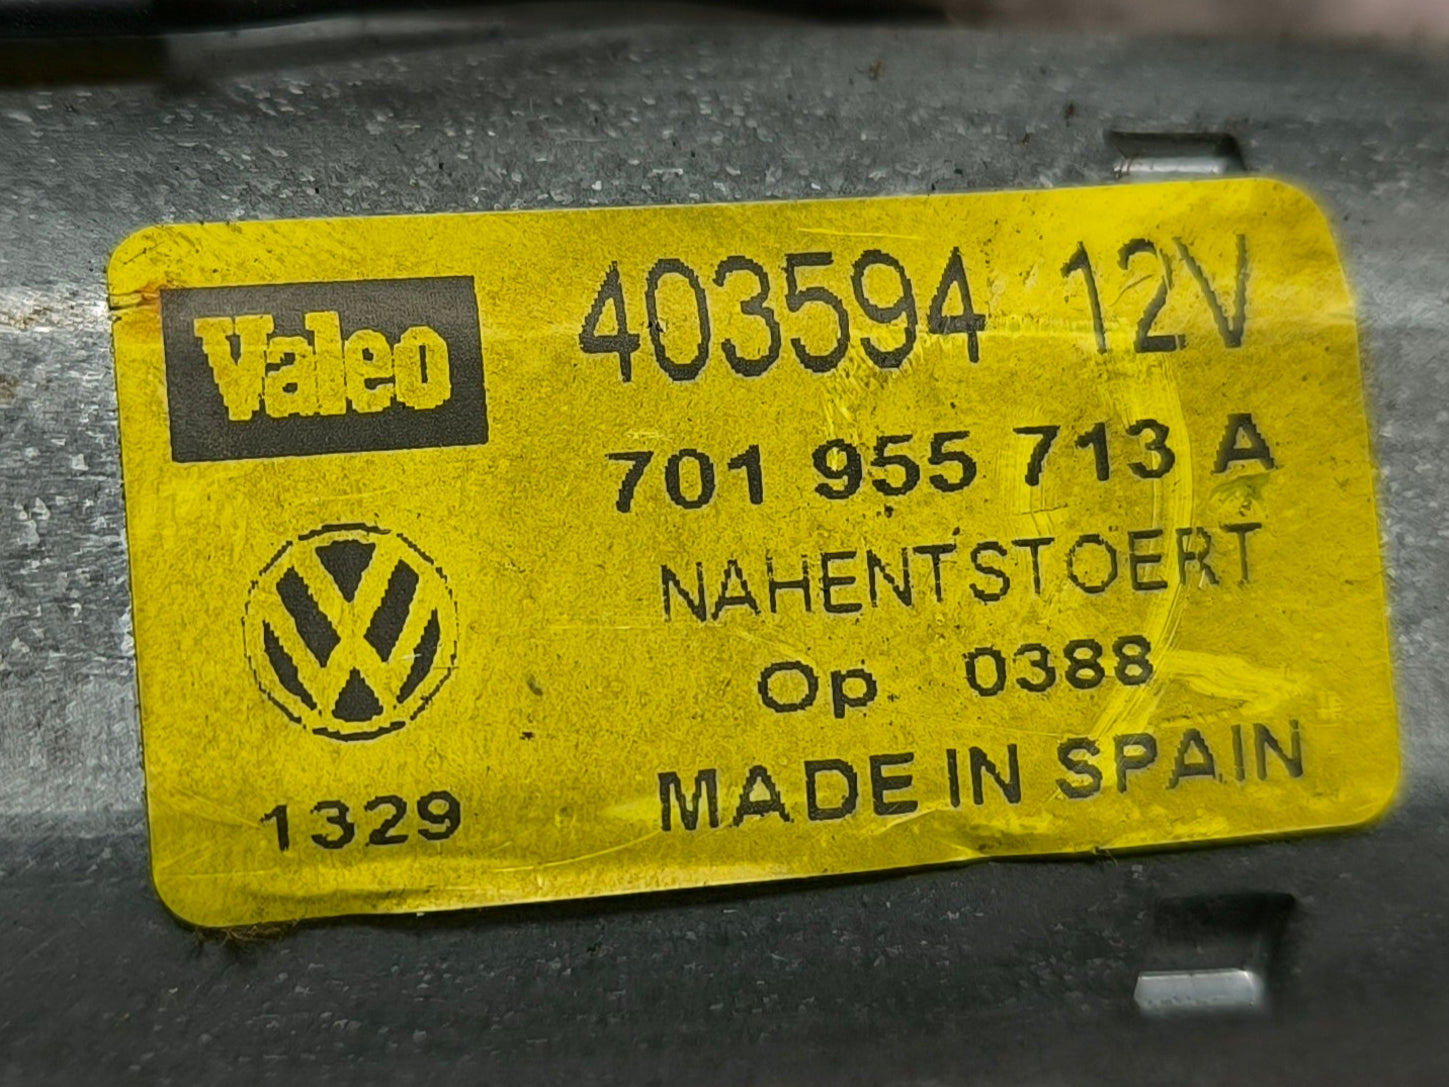 Valeo
403594 12V
701 955 713 A
NAHENTSTOERT
Op 0388
MADE IN SPAIN
1329